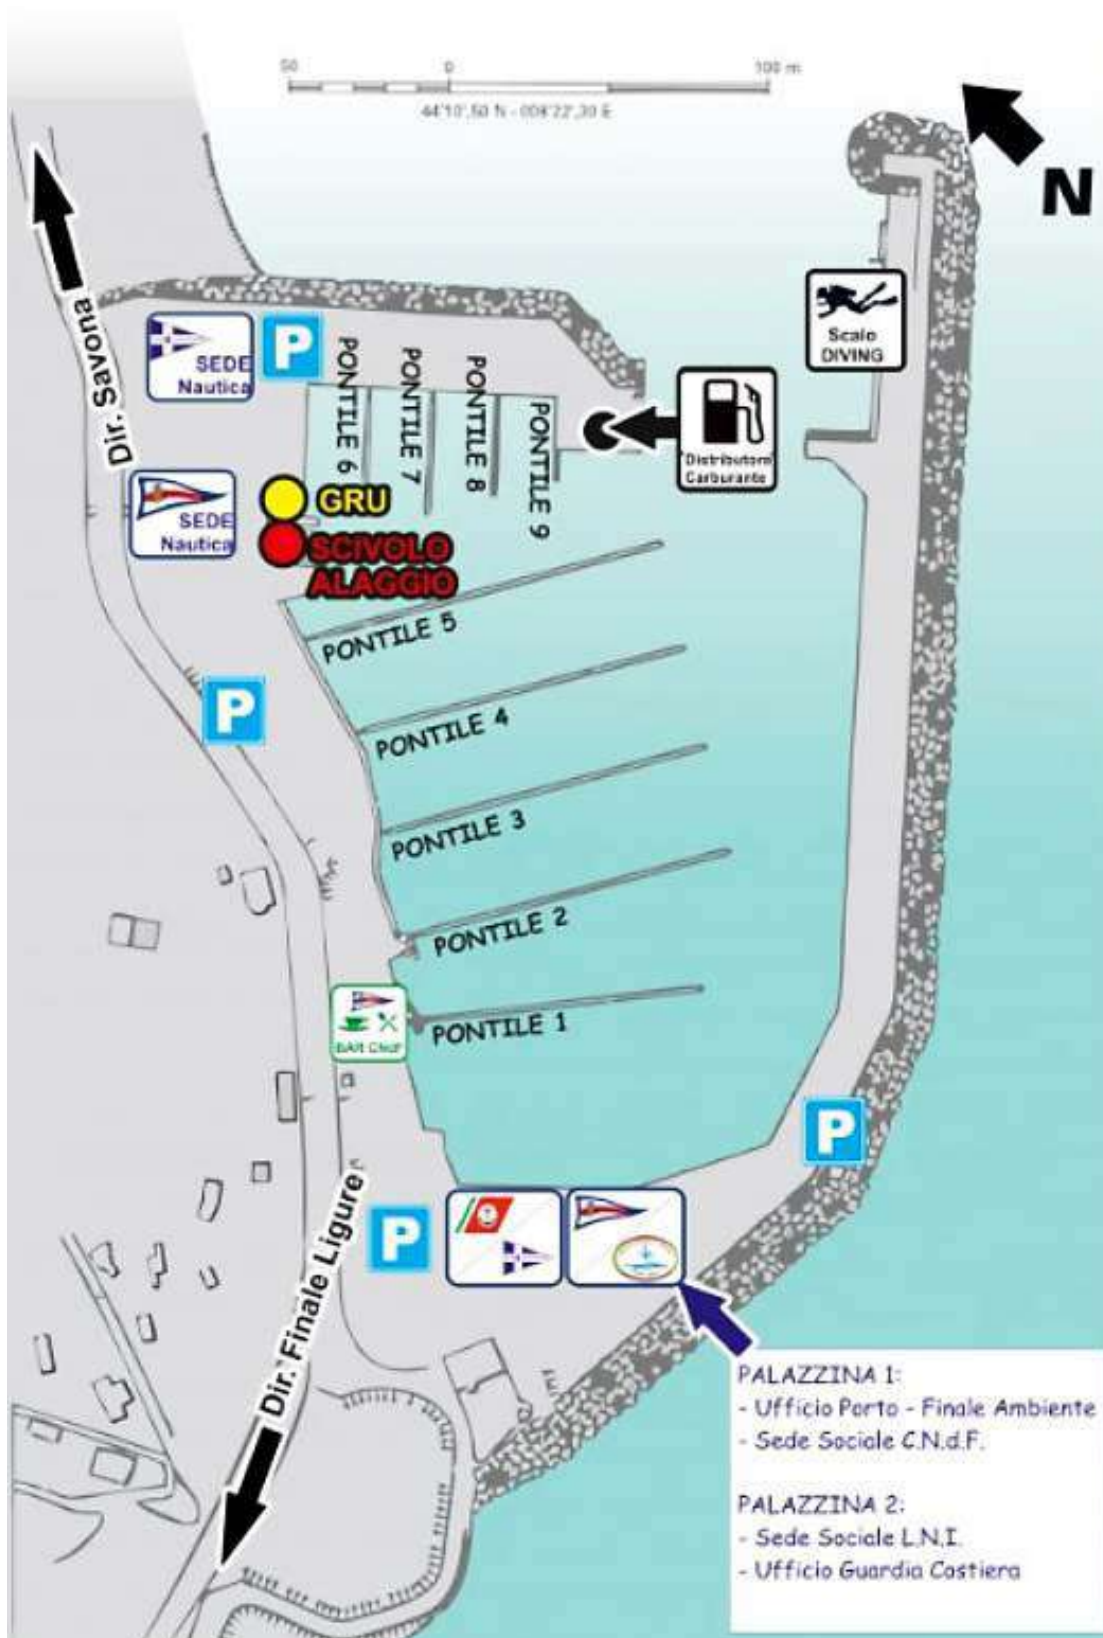 50 0 100 m
44°10',50 N - 008°22',30 E
N
Dir. Savona
SEDE
Nautica
P
PONTILE 6
PONTILE 7
PONTILE 8
PONTILE 9
Scalo
DIVING
Distributore
Carburante
SEDE
Nautica
GRU
SCIVOLO
ALAGGIO
PONTILE 5
P
PONTILE 4
PONTILE 3
PONTILE 2
BAR CNdF
PONTILE 1
P
P
Dir. Finale Ligure
PALAZZINA 1:
- Ufficio Porto - Finale Ambiente
- Sede Sociale C.N.d.F.
PALAZZINA 2:
- Sede Sociale L.N.I.
- Ufficio Guardia Costiera